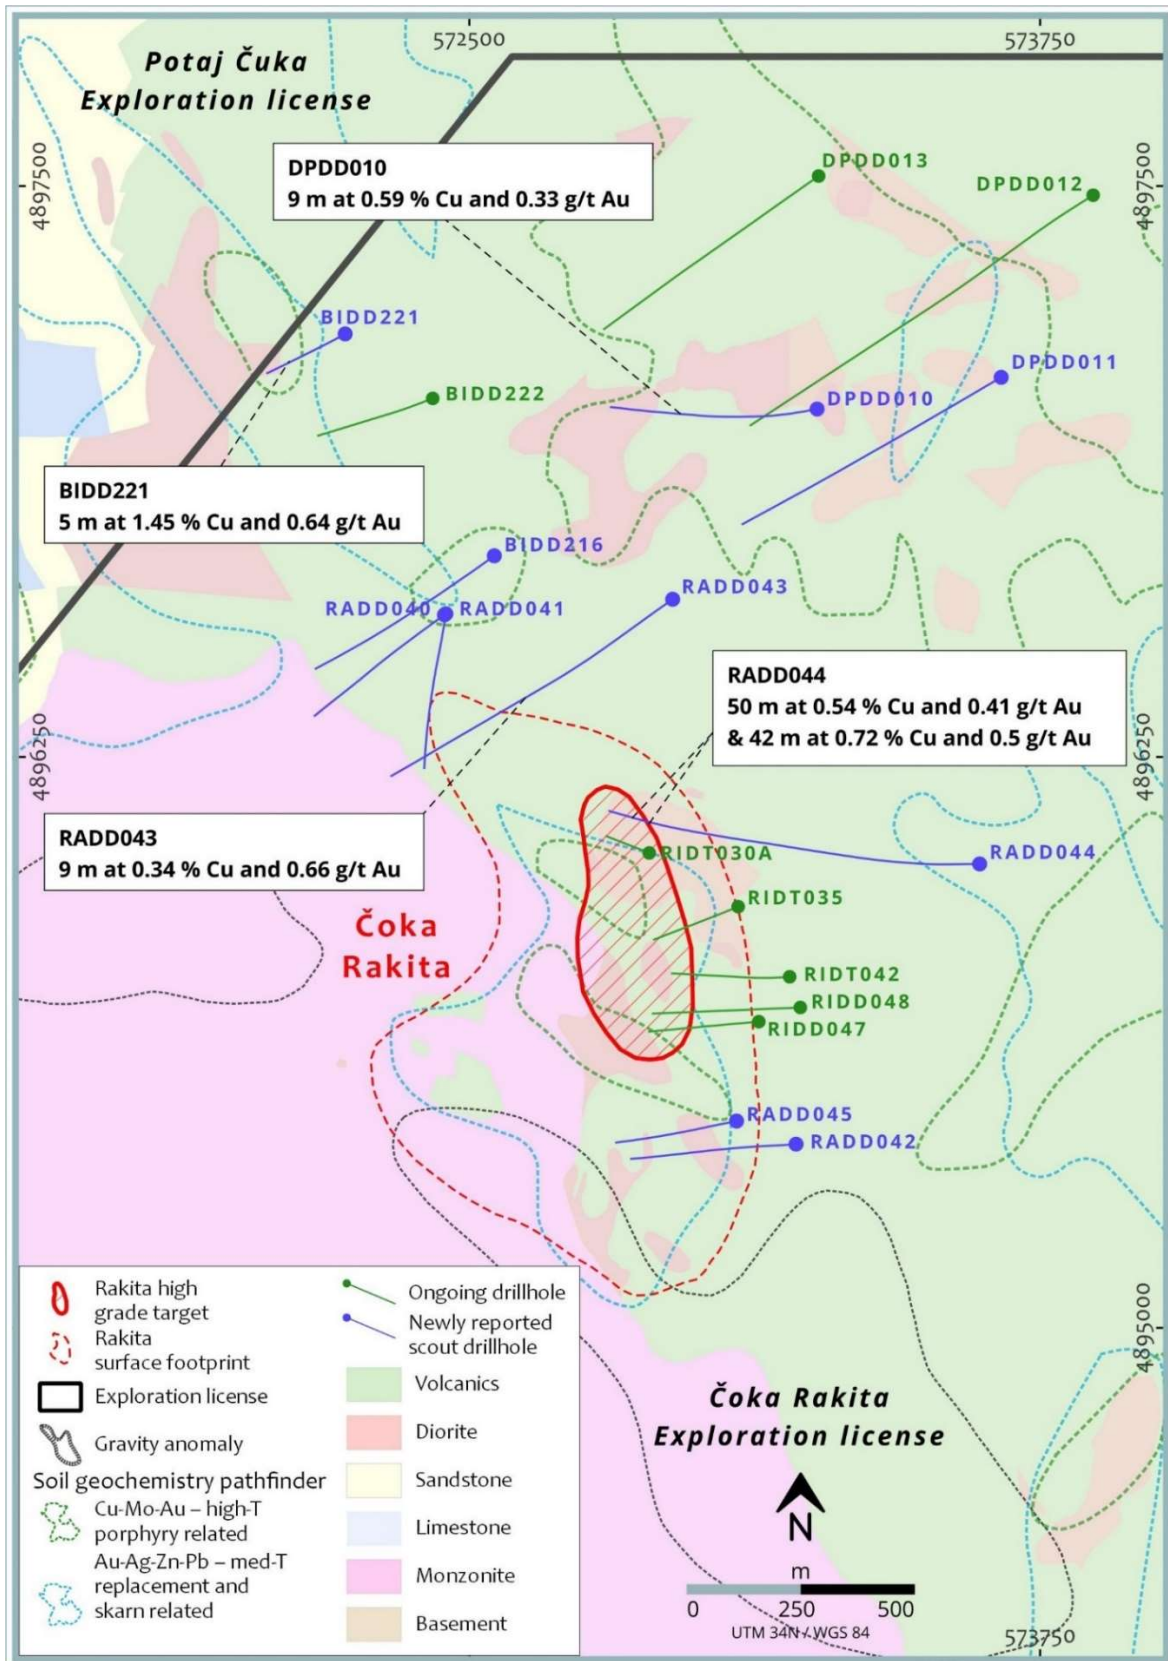 572500
573750
Potaj Čuka
Exploration license
DPDD010
9 m at 0.59 % Cu and 0.33 g/t Au
DPDD013
DPDD012
4897500
4897500
BIDD221
DPDD011
BIDD222
DPDD010
BIDD221
5 m at 1.45 % Cu and 0.64 g/t Au
BIDD216
RADD043
RADD040
RADD041
RADD044
50 m at 0.54 % Cu and 0.41 g/t Au
& 42 m at 0.72 % Cu and 0.5 g/t Au
4896250
4896250
RADD043
9 m at 0.34 % Cu and 0.66 g/t Au
RIDT030A
RADD044
RIDT035
Čoka
Rakita
RIDT042
RIDD048
RIDD047
RADD045
RADD042
Rakita high
grade target
Rakita
surface footprint
Exploration license
Gravity anomaly
Soil geochemistry pathfinder
Cu-Mo-Au – high-T
porphyry related
Au-Ag-Zn-Pb – med-T
replacement and
skarn related
Ongoing drillhole
Newly reported
scout drillhole
Volcanics
Diorite
Sandstone
Limestone
Monzonite
Basement
4895000
Čoka Rakita
Exploration license
N
m
0 250 500
UTM 34N / WGS 84
573750